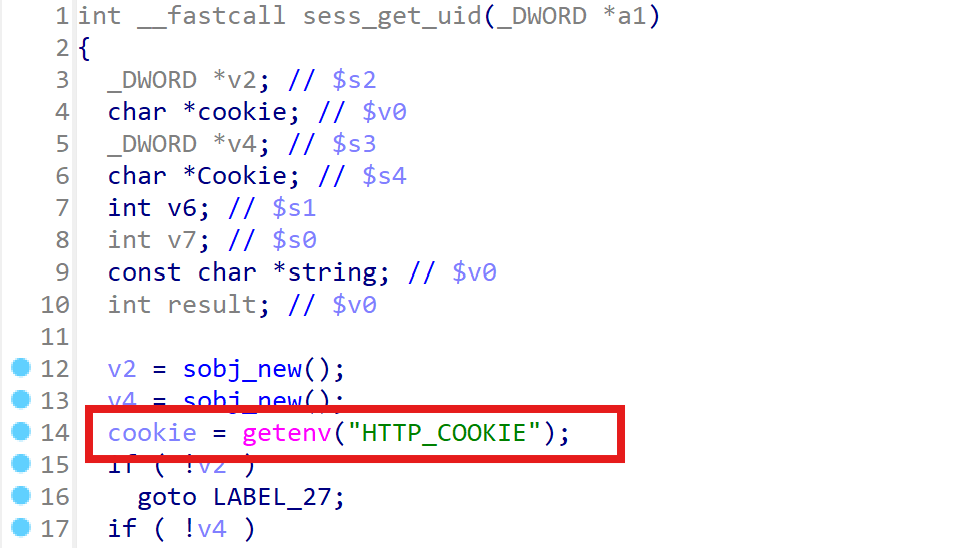 1 int __fastcall sess_get_uid(_DWORD *a1)
2 {
3   _DWORD *v2; // $s2
4   char *cookie; // $v0
5   _DWORD *v4; // $s3
6   char *Cookie; // $s4
7   int v6; // $s1
8   int v7; // $s0
9   const char *string; // $v0
10   int result; // $v0
11
12   v2 = sobj_new();
13   v4 = sobj_new();
14   cookie = getenv("HTTP_COOKIE");
15   if ( !v2 )
16     goto LABEL_27;
17   if ( !v4 )